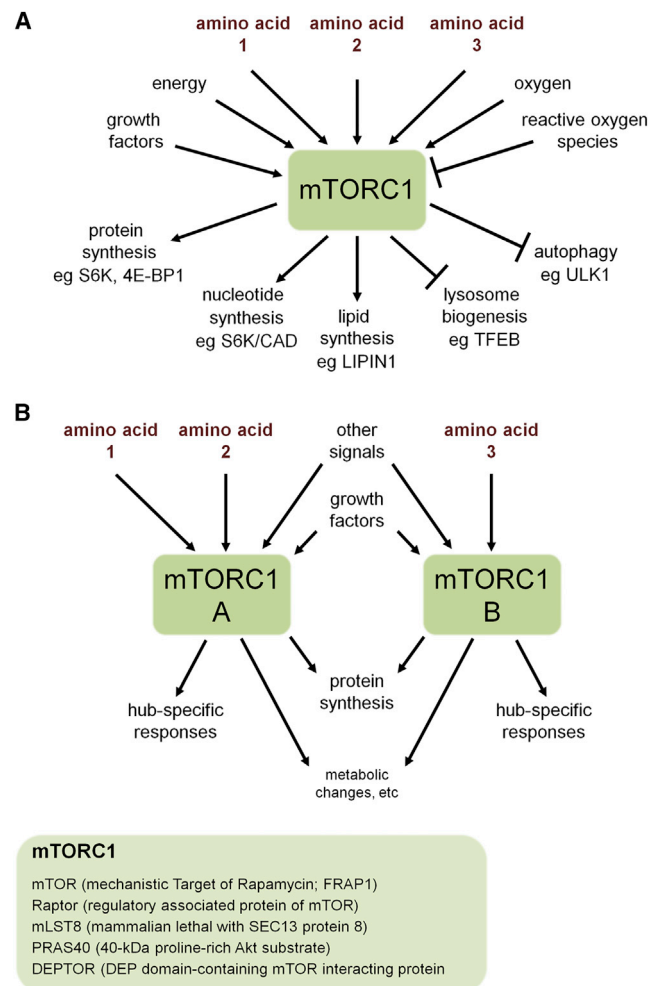 A
amino acid
1
amino acid
2
amino acid
3
energy
oxygen
growth
factors
reactive oxygen
species
mTORC1
protein
synthesis
eg S6K, 4E-BP1
nucleotide
synthesis
eg S6K/CAD
lipid
synthesis
eg LIPIN1
lysosome
biogenesis
eg TFEB
autophagy
eg ULK1
B
amino acid
1
amino acid
2
other
signals
amino acid
3
growth
factors
mTORC1
A
mTORC1
B
protein
synthesis
hub-specific
responses
hub-specific
responses
metabolic
changes, etc
mTORC1
mTOR (mechanistic Target of Rapamycin; FRAP1)
Raptor (regulatory associated protein of mTOR)
mLST8 (mammalian lethal with SEC13 protein 8)
PRAS40 (40-kDa proline-rich Akt substrate)
DEPTOR (DEP domain-containing mTOR interacting protein